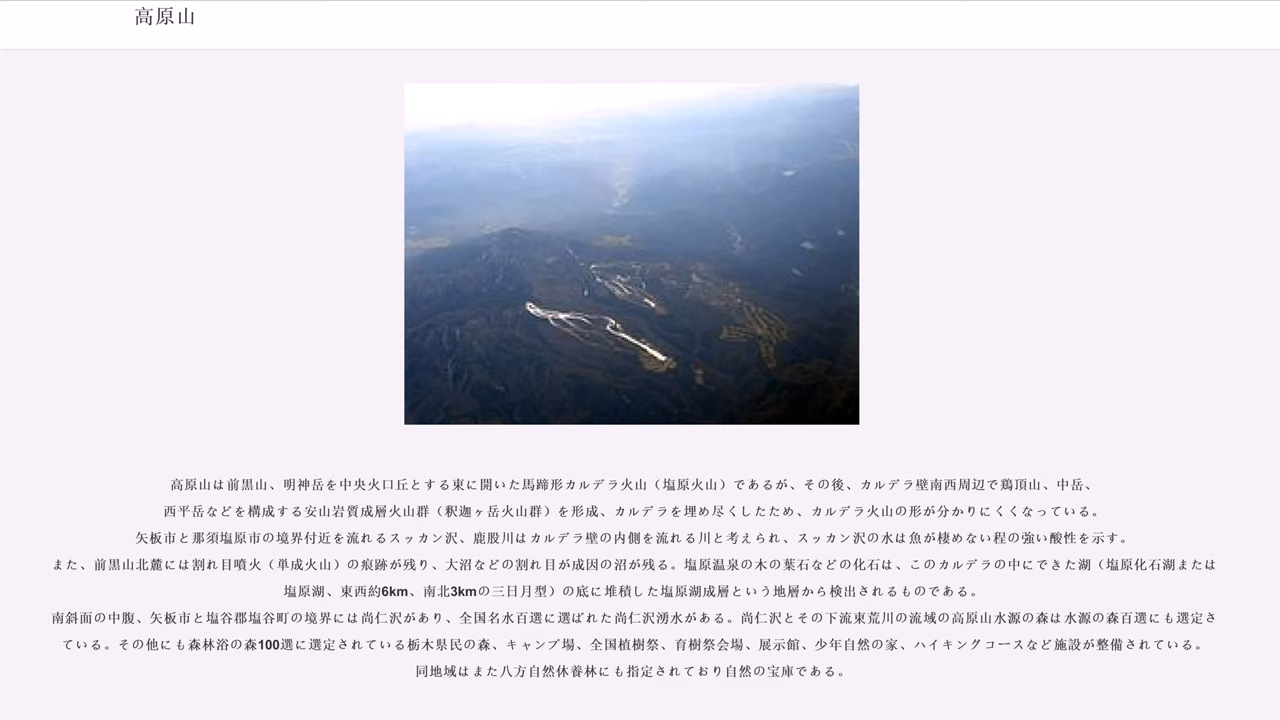 高原山
高原山は前黒山、明神岳を中央火口丘とする東に開いた馬蹄形カルデラ火山（塩原火山）であるが、その後、カルデラ壁南西周辺で鶏頂山、中岳、
西平岳などを構成する安山岩質成層火山群（釈迦ヶ岳火山群）を形成、カルデラを埋め尽くしたため、カルデラ火山の形が分かりにくくなっている。
矢板市と那須塩原市の境界付近を流れるスッカン沢、鹿股川はカルデラ壁の内側を流れる川と考えられ、スッカン沢の水は魚が棲めない程の強い酸性を示す。
また、前黒山北麓には割れ目噴火（単成火山）の痕跡が残り、大沼などの割れ目が成因の沼が残る。塩原温泉の木の葉石などの化石は、このカルデラの中にできた湖（塩原化石湖または
塩原湖、東西約6km、南北3kmの三日月型）の底に堆積した塩原湖成層という地層から検出されるものである。
南斜面の中腹、矢板市と塩谷郡塩谷町の境界には尚仁沢があり、全国名水百選に選ばれた尚仁沢湧水がある。尚仁沢とその下流東荒川の流域の高原山水源の森は水源の森百選にも選定さ
ている。その他にも森林浴の森100選に選定されている栃木県民の森、キャンプ場、全国植樹祭、育樹祭会場、展示館、少年自然の家、ハイキングコースなど施設が整備されている。
同地域はまた八方自然休養林にも指定されており自然の宝庫である。